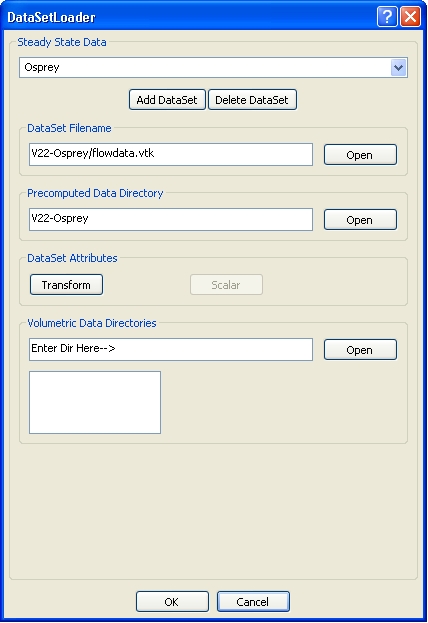 DataSetLoader
Steady State Data
Osprey
Add DataSet Delete DataSet
DataSet Filename
V22-Osprey/flowdata.vtk Open
Precomputed Data Directory
V22-Osprey Open
DataSet Attributes
Transform Scalar
Volumetric Data Directories
Enter Dir Here--> Open
OK Cancel